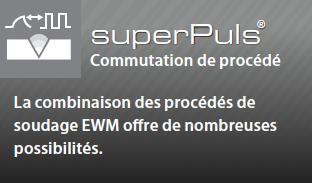 superPuls®
Commutation de procédé
La combinaison des procédés de
soudage EWM offre de nombreuses
possibilités.